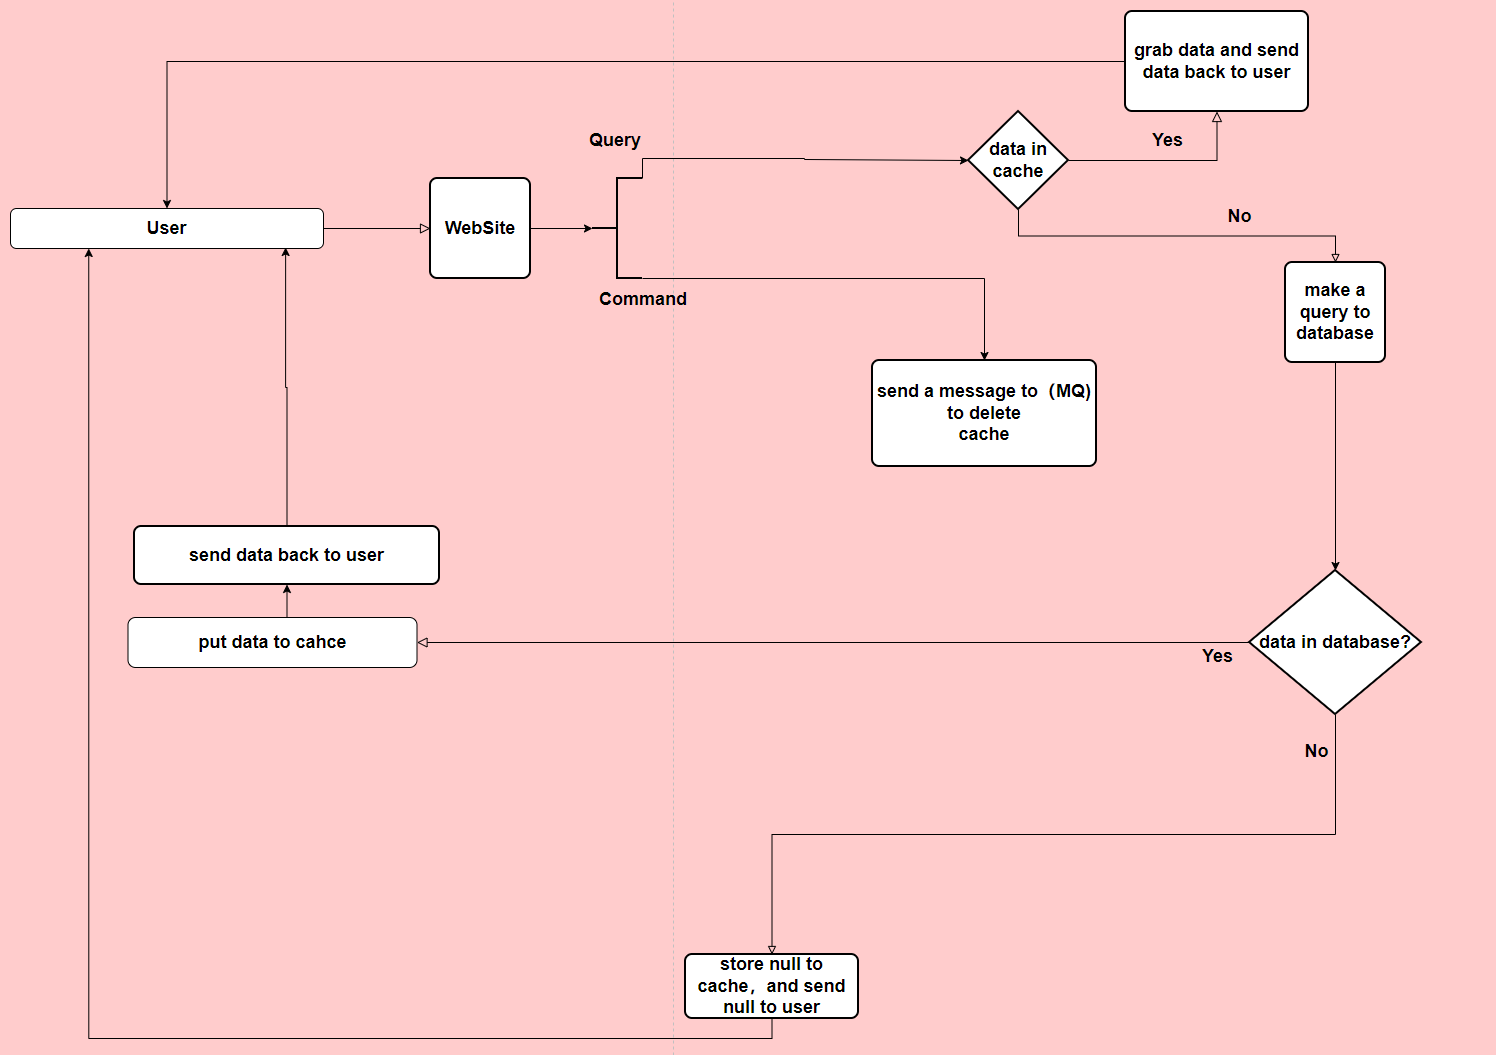 grab data and send
data back to user
Query
data in
cache
Yes
User
WebSite
No
Command
make a
query to
database
send a message to（MQ)
to delete
cache
send data back to user
put data to cahce
data in database?
Yes
No
store null to
cache，and send
null to user